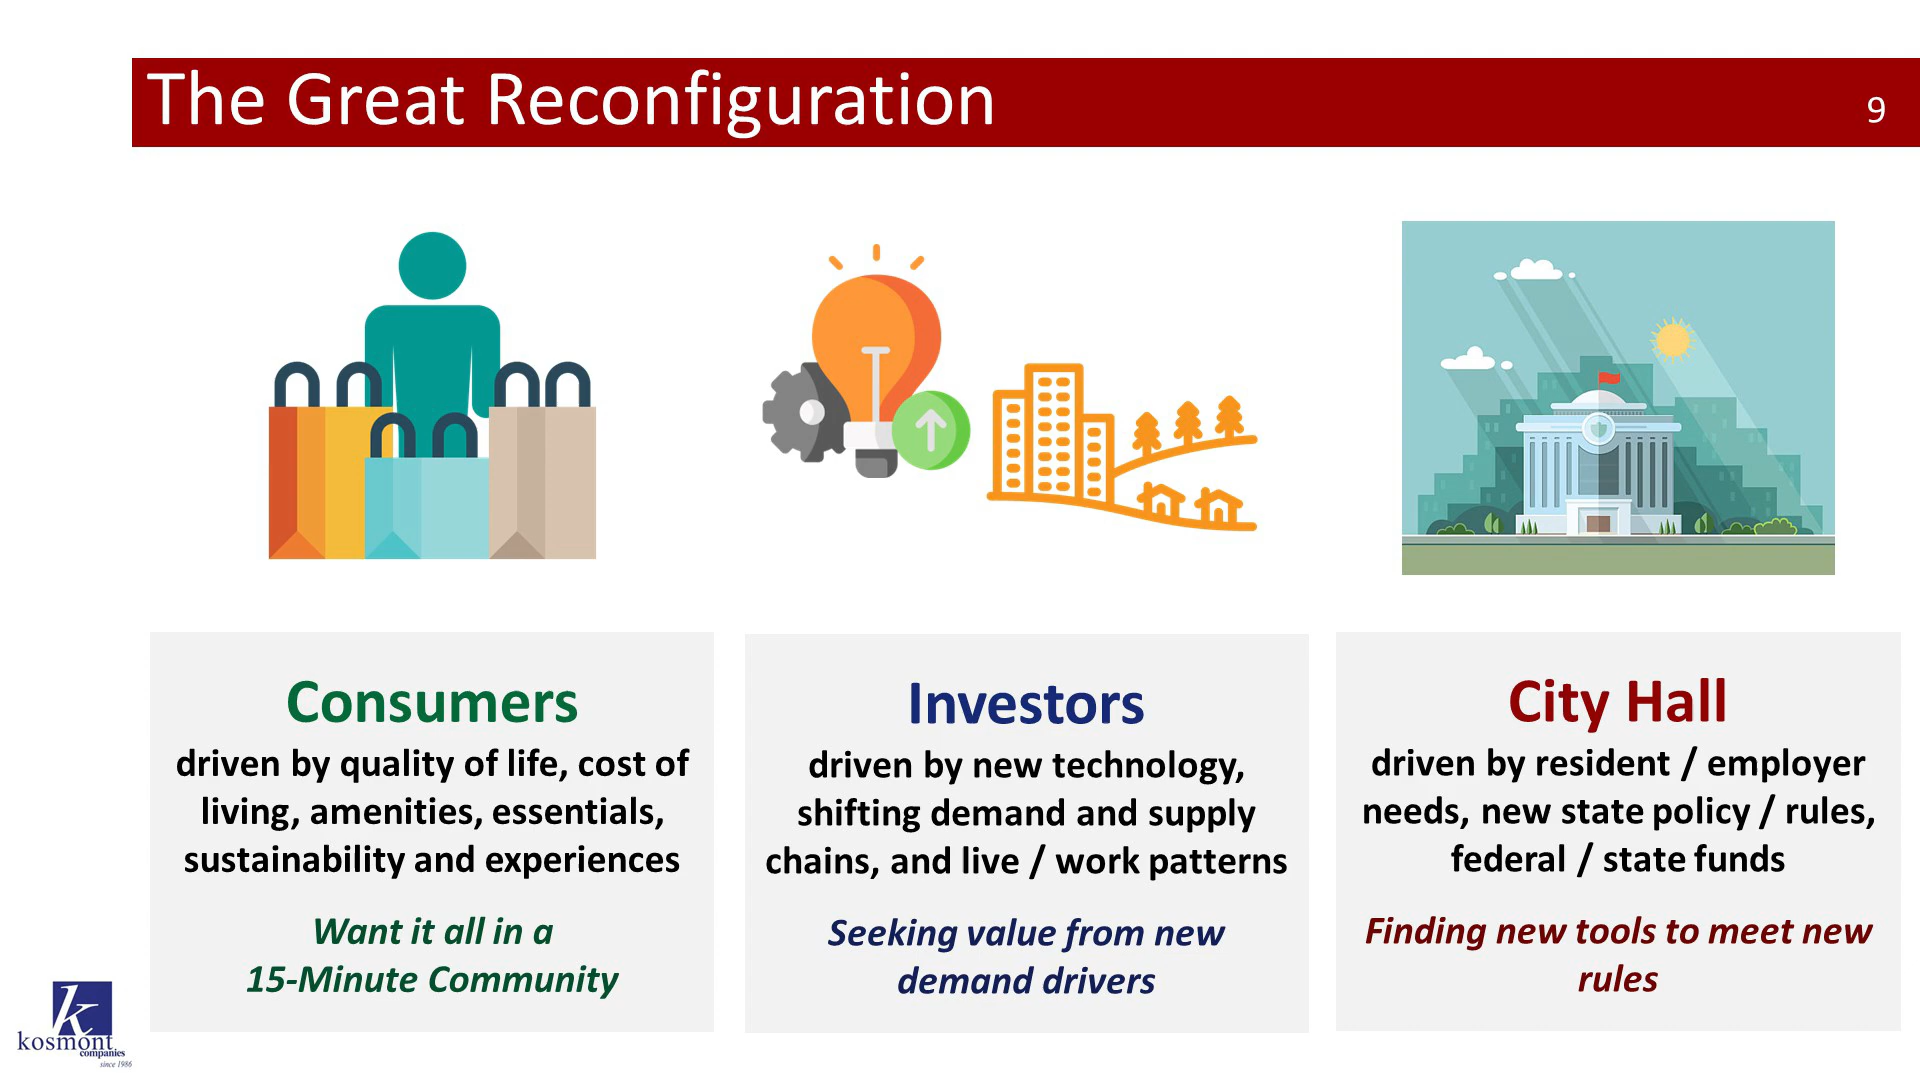 The Great Reconfiguration
9
Consumers
driven by quality of life, cost of
living, amenities, essentials,
sustainability and experiences
Want it all in a
15-Minute Community
Investors
driven by new technology,
shifting demand and supply
chains, and live / work patterns
Seeking value from new
demand drivers
City Hall
driven by resident / employer
needs, new state policy / rules,
federal / state funds
Finding new tools to meet new
rules
k
kosmont
companies
since 1986